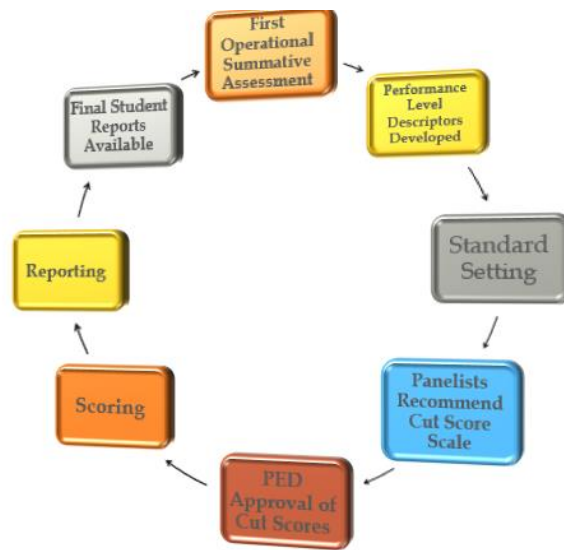 First
Operational
Summative
Assessment
Performance
Level
Descriptors
Developed
Standard
Setting
Panelists
Recommend
Cut Score
Scale
PED
Approval of
Cut Scores
Scoring
Reporting
Final Student
Reports
Available